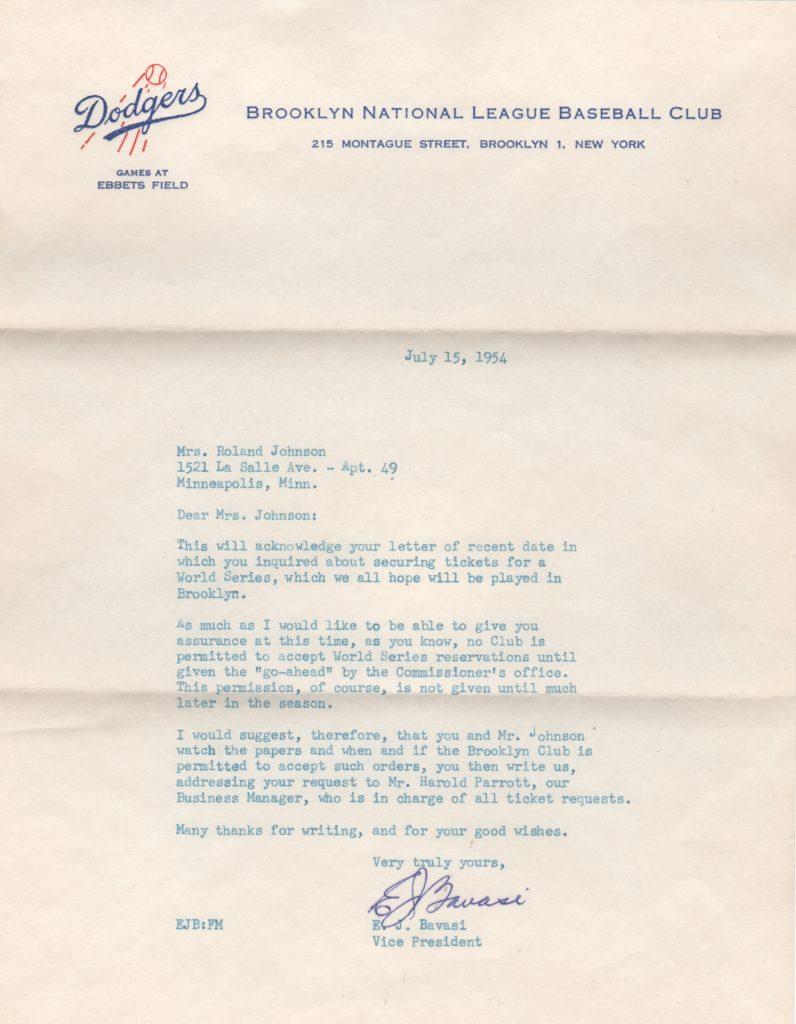 Dodgers
GAMES AT
EBBETS FIELD
BROOKLYN NATIONAL LEAGUE BASEBALL CLUB
215 MONTAGUE STREET, BROOKLYN 1, NEW YORK
July 15, 1954
Mrs. Roland Johnson
1521 La Salle Ave. - Apt. 49
Minneapolis, Minn.
Dear Mrs. Johnson:
This will acknowledge your letter of recent date in
which you inquired about securing tickets for a
World Series, which we all hope will be played in
Brooklyn.
As much as I would like to be able to give you
assurance at this time, as you know, no Club is
permitted to accept World Series reservations until
given the "go-ahead" by the Commissioner's office.
This permission, of course, is not given until much
later in the season.
I would suggest, therefore, that you and Mr. Johnson
watch the papers and when and if the Brooklyn Club is
permitted to accept such orders, you then write us,
addressing your request to Mr. Harold Parrott, our
Business Manager, who is in charge of all ticket requests.
Many thanks for writing, and for your good wishes.
Very truly yours,
EJ Bavasi
EJB:FM
E. J. Bavasi
Vice President